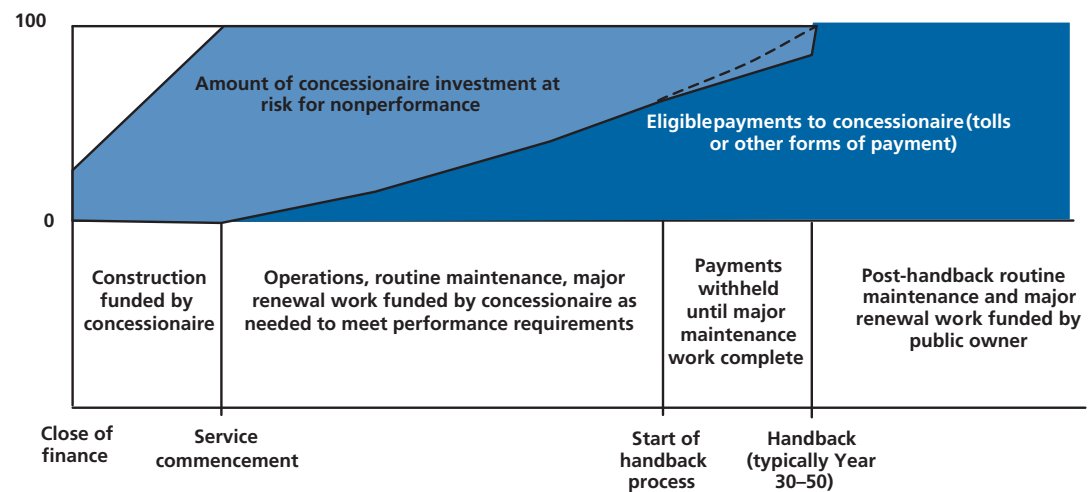 100
Amount of concessionaire investment at
risk for nonperformance
Eligiblepayments to concessionaire(tolls
or other forms of payment)
0
Construction
funded by
concessionaire
Operations, routine maintenance, major
renewal work funded by concessionaire as
needed to meet performance requirements
Payments
withheld
until major
maintenance
work complete
Post-handback routine
maintenance and major
renewal work funded by
public owner
Close of
finance
Service
commencement
Start of
handback
process
Handback
(typically Year
30–50)